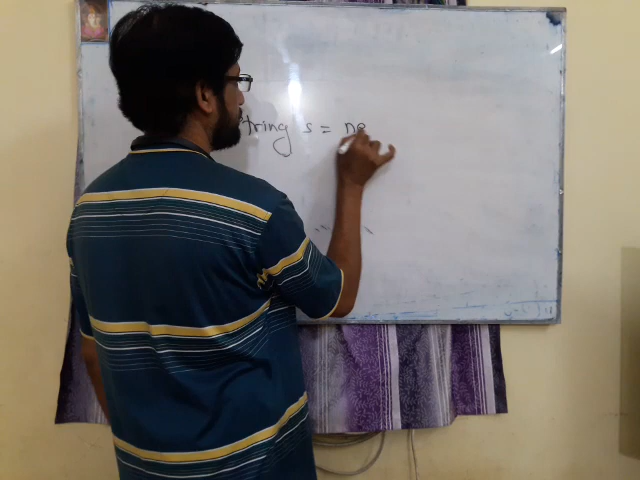 tring s = ne